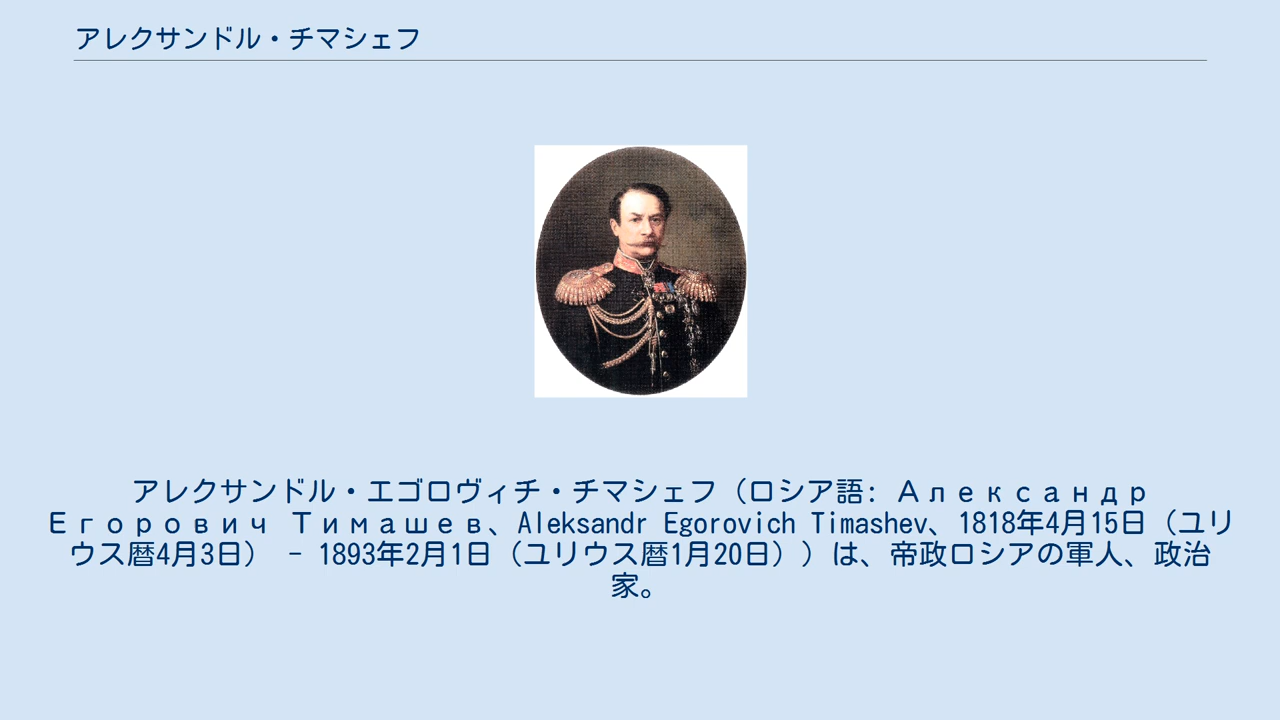 アレクサンドル・チマシェフ
アレクサンドル・エゴロヴィチ・チマシェフ（ロシア語: Александр
Егорович Тимашев、Aleksandr Egorovich Timashev、1818年4月15日（ユリ
ウス暦4月3日） - 1893年2月1日（ユリウス暦1月20日））は、帝政ロシアの軍人、政治
家。